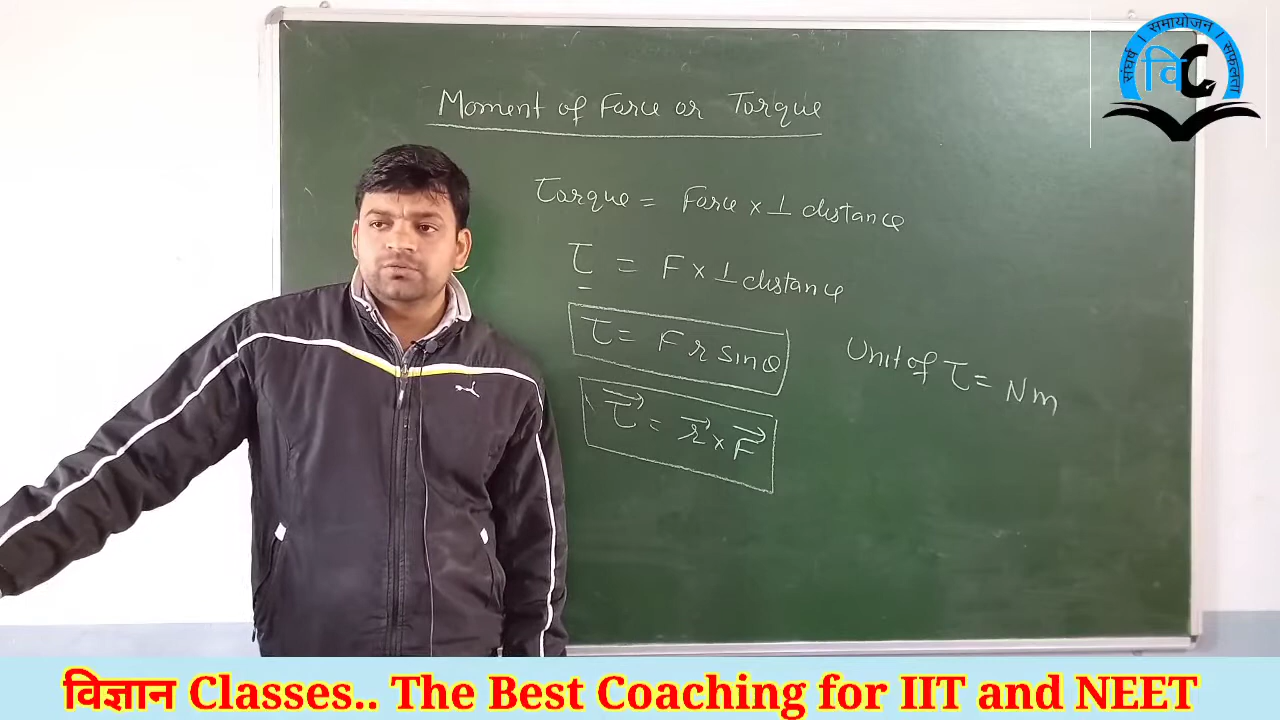 Moment of Force or Torque
Torque = Force × ⊥ distance
τ = F × ⊥ distance
τ = F r sinθ
Unit of τ = Nm
τ⃗ = r⃗ × F⃗
संघर्ष । समायोजन । सफलता
वि C
विज्ञान Classes.. The Best Coaching for IIT and NEET